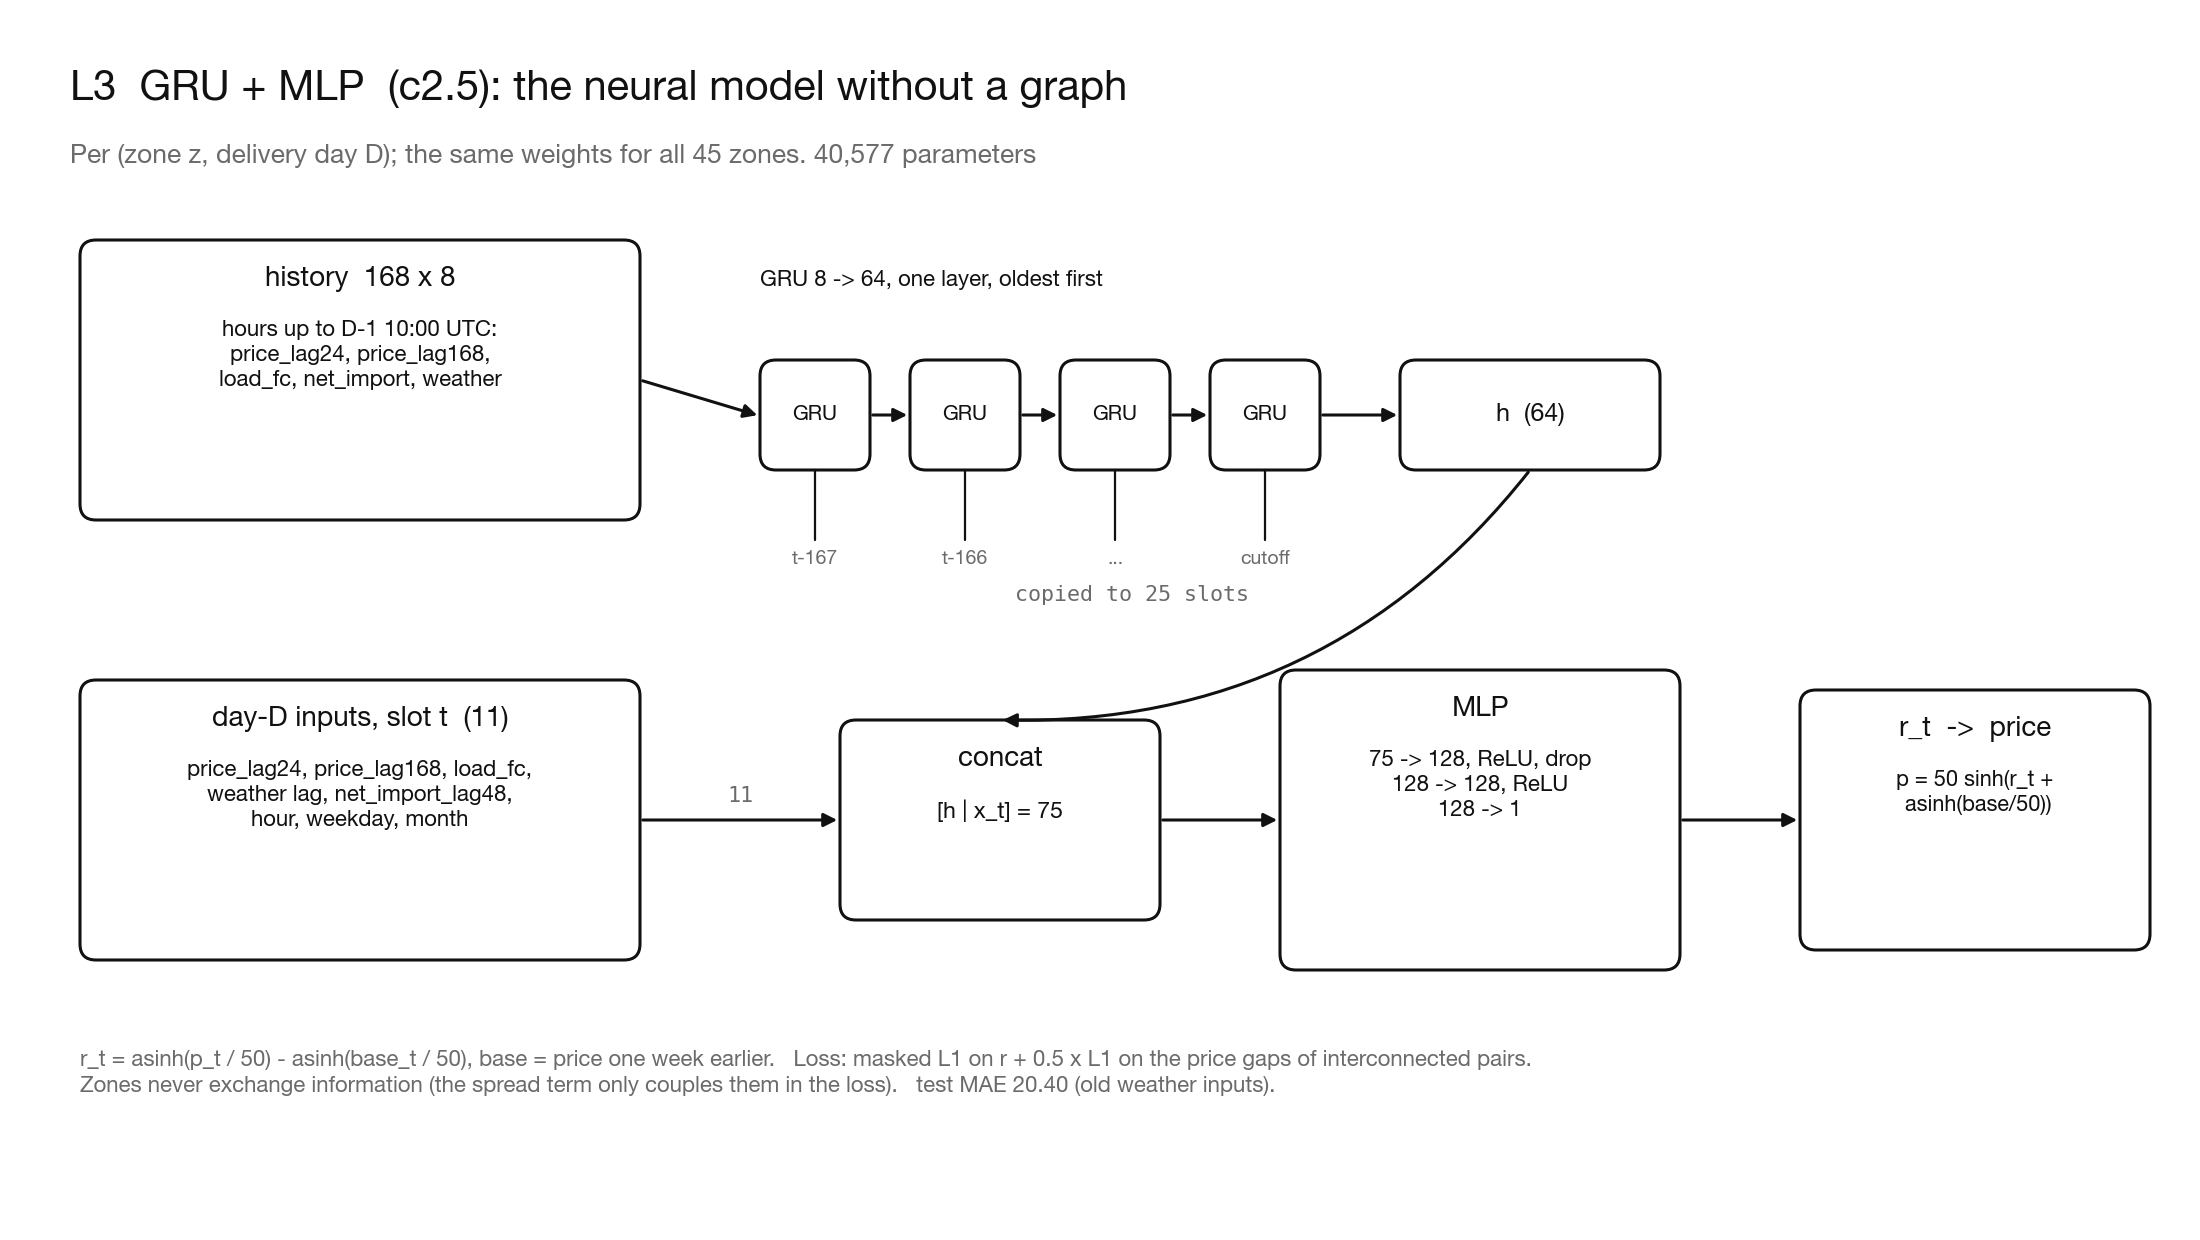 L3  GRU + MLP  (c2.5): the neural model without a graph
Per (zone z, delivery day D); the same weights for all 45 zones. 40,577 parameters
history  168 x 8
hours up to D-1 10:00 UTC:
price_lag24, price_lag168,
load_fc, net_import, weather
GRU 8 -> 64, one layer, oldest first
GRU
GRU
GRU
GRU
h  (64)
t-167
t-166
...
cutoff
copied to 25 slots
day-D inputs, slot t  (11)
price_lag24, price_lag168, load_fc,
weather lag, net_import_lag48,
hour, weekday, month
11
concat
[h | x_t] = 75
MLP
75 -> 128, ReLU, drop
128 -> 128, ReLU
128 -> 1
r_t  ->  price
p = 50 sinh(r_t +
asinh(base/50))
r_t = asinh(p_t / 50) - asinh(base_t / 50), base = price one week earlier.   Loss: masked L1 on r + 0.5 x L1 on the price gaps of interconnected pairs.
Zones never exchange information (the spread term only couples them in the loss).   test MAE 20.40 (old weather inputs).